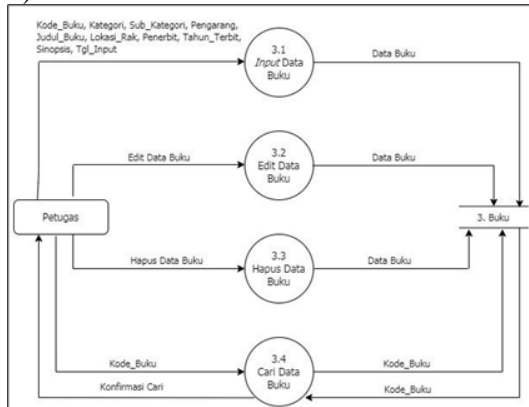 Kode_Buku, Kategori, Sub_Kategori, Pengarang,
Judul_Buku, Lokasi_Rak, Penerbit, Tahun_Terbit,
Sinopsis, Tgl_Input
3.1
Input Data
Buku
Data Buku
Edit Data Buku
3.2
Edit Data
Buku
Data Buku
Petugas
3. Buku
Hapus Data Buku
3.3
Hapus Data
Buku
Data Buku
Kode_Buku
3.4
Cari Data
Buku
Kode_Buku
Konfirmasi Cari
Kode_Buku